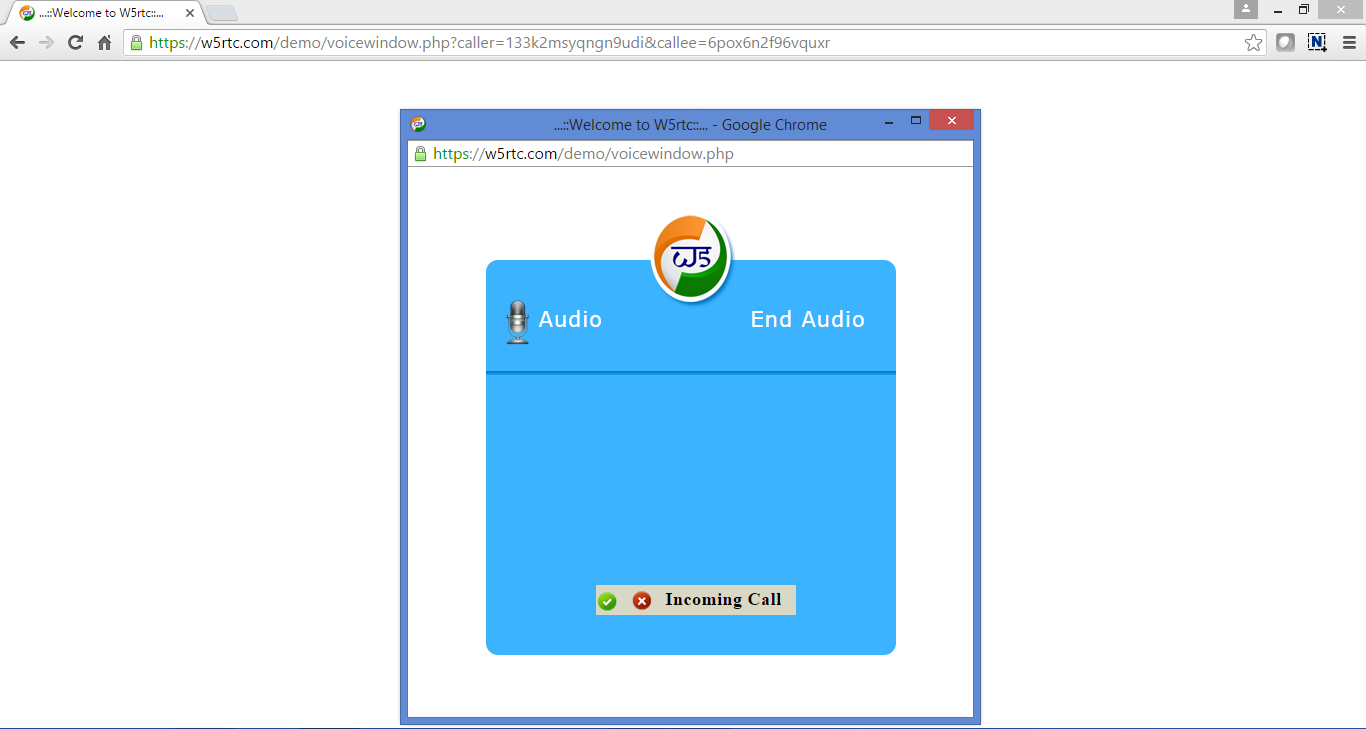 ...::Welcome to W5rtc::...
https://w5rtc.com/demo/voicewindow.php?caller=133k2msyqngn9udi&callee=6pox6n2f96vquxr
N
...::Welcome to W5rtc::... - Google Chrome
https://w5rtc.com/demo/voicewindow.php
W5
Audio
End Audio
Incoming Call